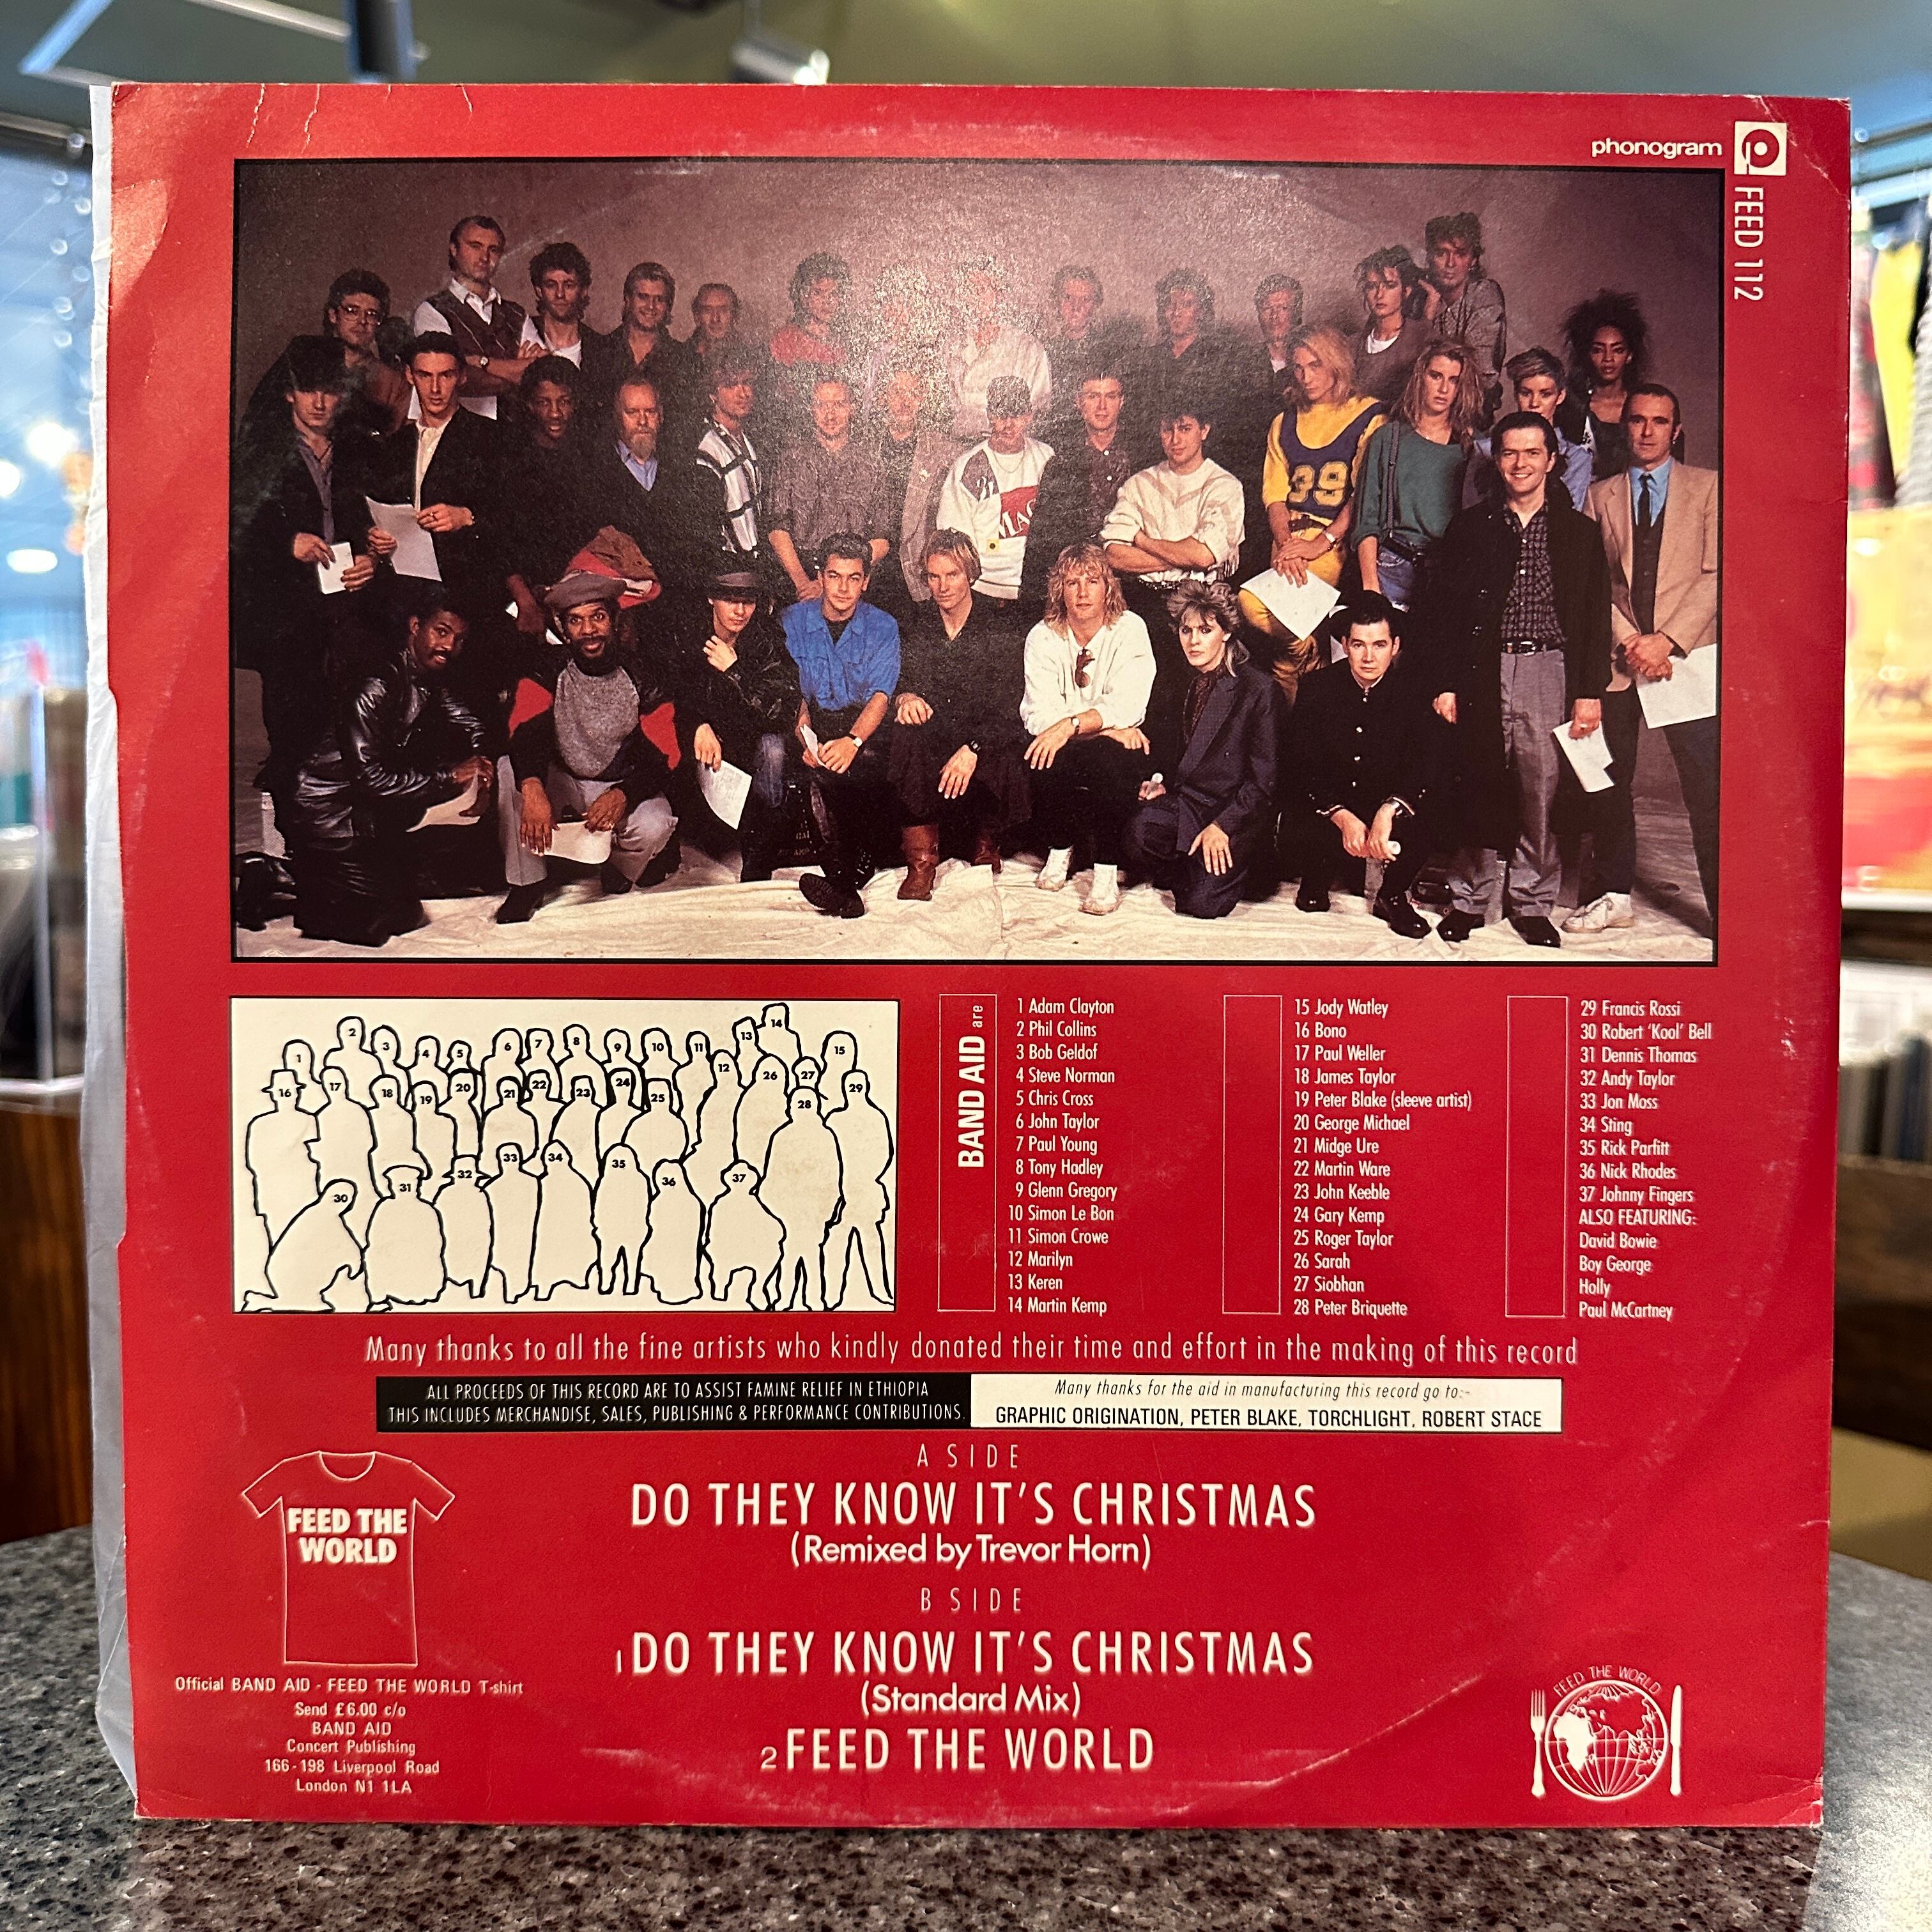 phonogram
FEED 112
39
BAND AID are
1 Adam Clayton
2 Phil Collins
3 Bob Geldof
4 Steve Norman
5 Chris Cross
6 John Taylor
7 Paul Young
8 Tony Hadley
9 Glenn Gregory
10 Simon Le Bon
11 Simon Crowe
12 Marilyn
13 Keren
14 Martin Kemp
15 Jody Watley
16 Bono
17 Paul Weller
18 James Taylor
19 Peter Blake (sleeve artist)
20 George Michael
21 Midge Ure
22 Martin Ware
23 John Keeble
24 Gary Kemp
25 Roger Taylor
26 Sarah
27 Siobhan
28 Peter Briquette
29 Francis Rossi
30 Robert 'Kool' Bell
31 Dennis Thomas
32 Andy Taylor
33 Jon Moss
34 Sting
35 Rick Parfitt
36 Nick Rhodes
37 Johnny Fingers
ALSO FEATURING:
David Bowie
Boy George
Holly
Paul McCartney
Many thanks to all the fine artists who kindly donated their time and effort in the making of this record
ALL PROCEEDS OF THIS RECORD ARE TO ASSIST FAMINE RELIEF IN ETHIOPIA
THIS INCLUDES MERCHANDISE, SALES, PUBLISHING & PERFORMANCE CONTRIBUTIONS.
Many thanks for the aid in manufacturing this record go to:-
GRAPHIC ORIGINATION, PETER BLAKE, TORCHLIGHT, ROBERT STACE
A SIDE
DO THEY KNOW IT'S CHRISTMAS
(Remixed by Trevor Horn)
B SIDE
1 DO THEY KNOW IT'S CHRISTMAS
(Standard Mix)
2 FEED THE WORLD
FEED THE
WORLD
Official BAND AID - FEED THE WORLD T-shirt
Send £6.00 c/o
BAND AID
Concert Publishing
166-198 Liverpool Road
London N1 1LA
FEED THE WORLD